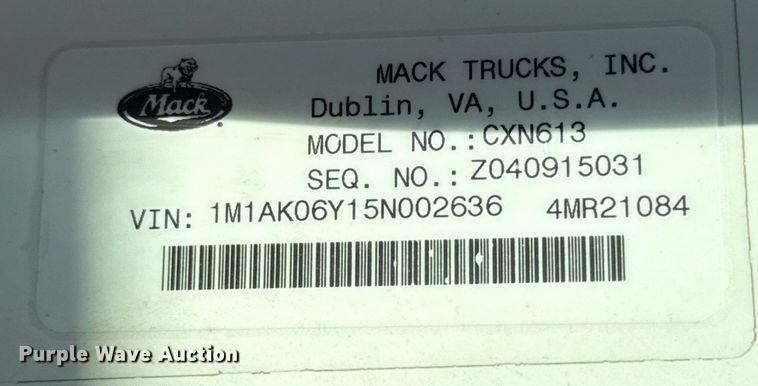 Mack
MACK TRUCKS, INC.
Dublin, VA, U.S.A.
MODEL NO.: CXN613
SEQ. NO.: Z040915031
VIN: 1M1AK06Y15N002636 4MR21084
Purple Wave Auction